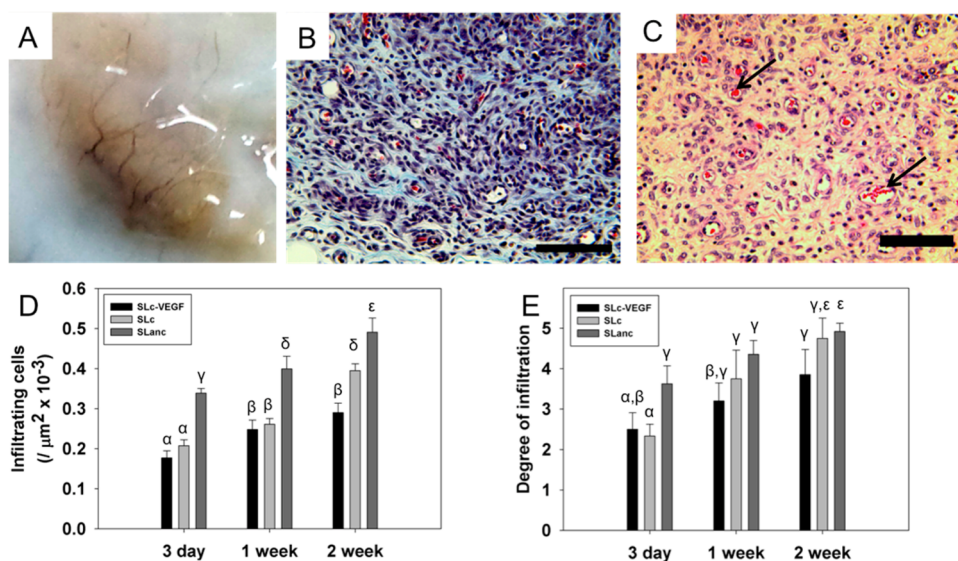 A
B
C
D
SLc-VEGF
SLc
SLanc
Infiltrating cells
(/ μm² x 10⁻³)
0.6
0.5
0.4
0.3
0.2
0.1
0.0
α α γ
β β δ
β δ ε
3 day 1 week 2 week
E
SLc-VEGF
SLc
SLanc
Degree of infiltration
5
4
3
2
1
0
α,β α γ
β,γ γ γ
γ γ,ε ε
3 day 1 week 2 week